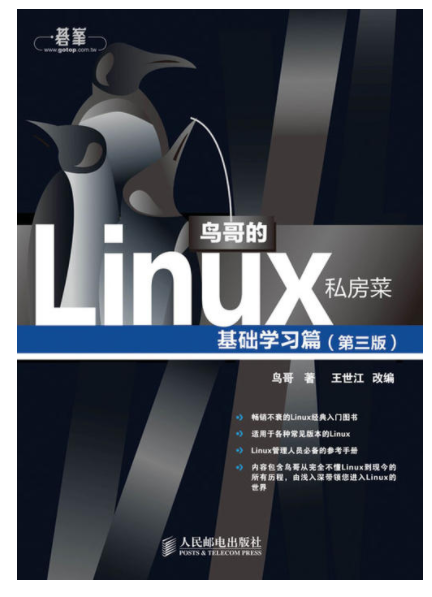 碁峯
www.gotop.com.tw
鸟哥的
Linux
私房菜
基础学习篇（第三版）
鸟哥 著 王世江 改编
畅销不衰的Linux经典入门图书
适用于各种常见版本的Linux
Linux管理人员必备的参考手册
内容包含鸟哥从完全不懂Linux到现今的
所有历程，由浅入深带领您进入Linux的
世界
人民邮电出版社
POSTS & TELECOM PRESS